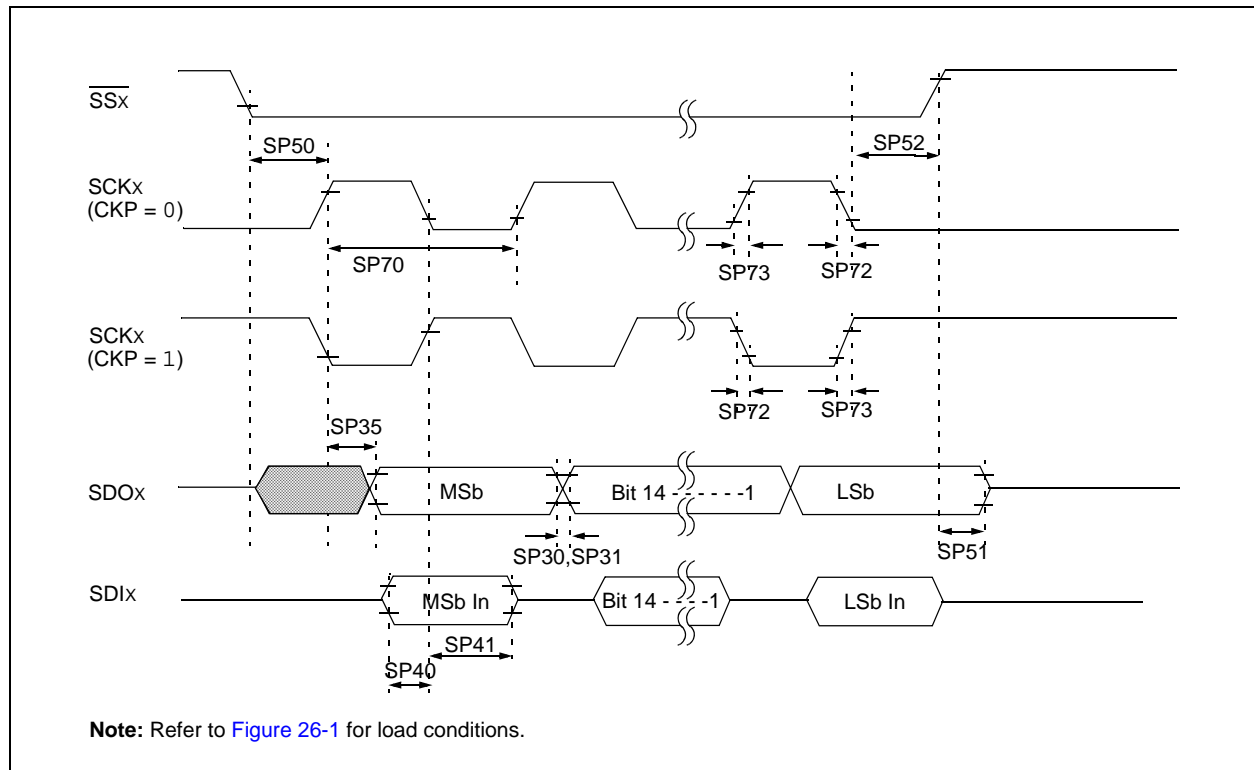 SSX
SP50
SP52
SCKX
(CKP = 0)
SP70
SP73
SP72
SCKX
(CKP = 1)
SP72
SP73
SP35
SDOX
MSb
Bit 14 - - - - - -1
LSb
SP30,SP31
SP51
SDIX
MSb In
Bit 14 - - - -1
LSb In
SP41
SP40
Note: Refer to Figure 26-1 for load conditions.